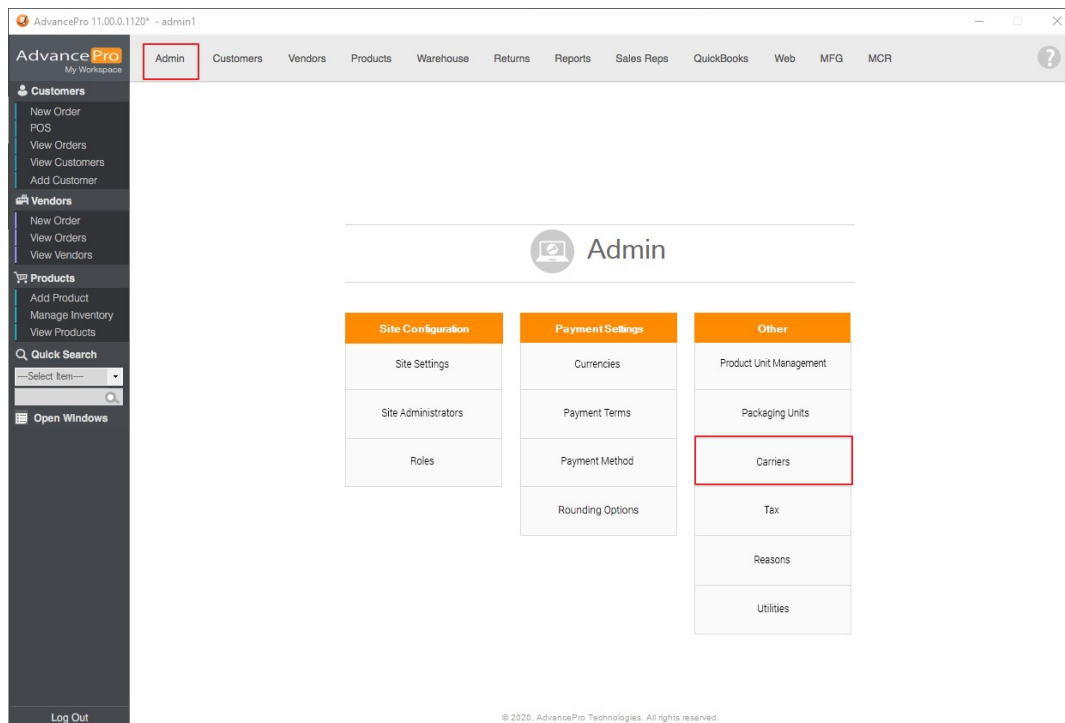 AdvancePro 11.00.0.1120* - admin1
AdvancePro
My Workspace
Admin Customers Vendors Products Warehouse Returns Reports Sales Reps QuickBooks Web MFG MCR
?
Customers
New Order
POS
View Orders
View Customers
Add Customer
Vendors
New Order
View Orders
View Vendors
Products
Add Product
Manage Inventory
View Products
Quick Search
----Select Item----
Open Windows
Log Out
Admin
Site Configuration
Site Settings
Site Administrators
Roles
Payment Settings
Currencies
Payment Terms
Payment Method
Rounding Options
Other
Product Unit Management
Packaging Units
Carriers
Tax
Reasons
Utilities
© 2020, AdvancePro Technologies. All rights reserved.